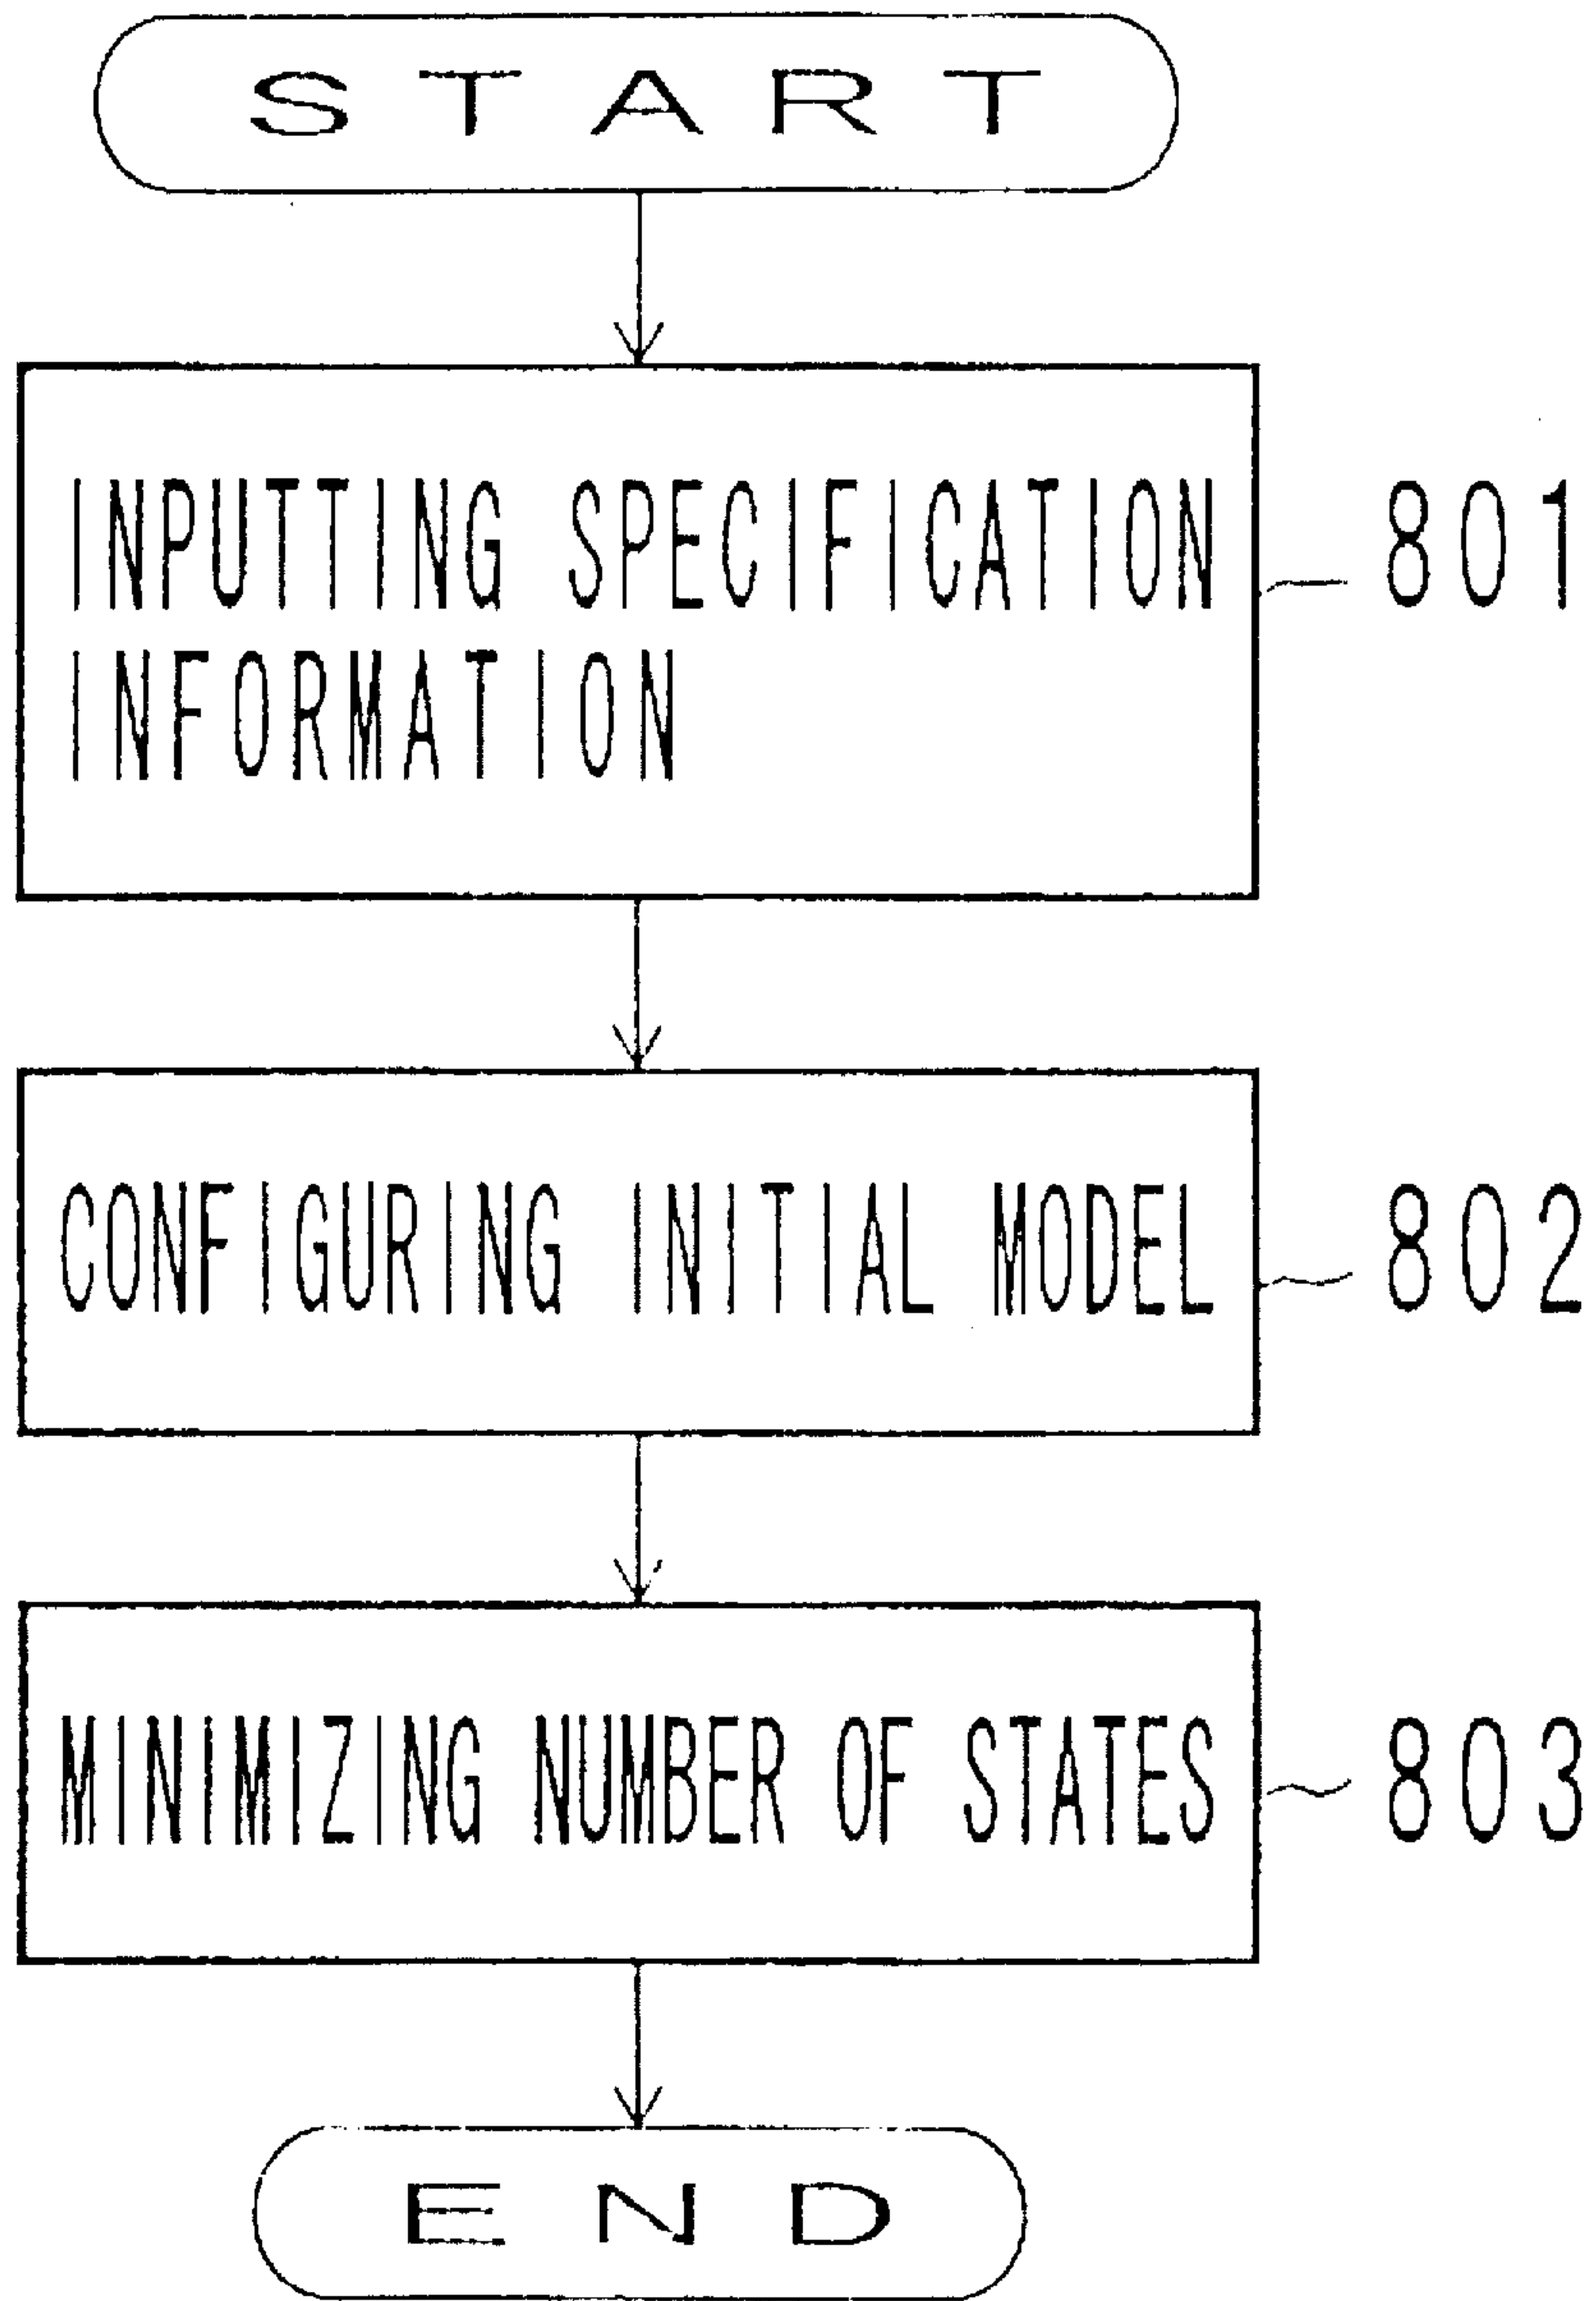 START
INPUTTING SPECIFICATION
INFORMATION
801
CONFIGURING INITIAL MODEL
802
MINIMIZING NUMBER OF STATES
803
END